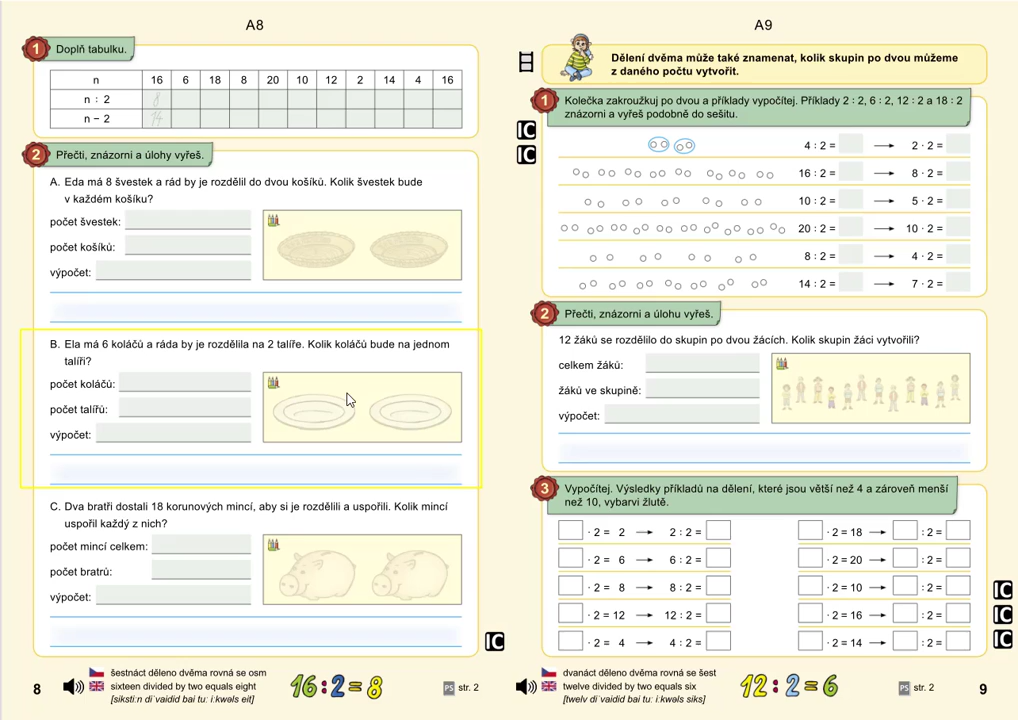 A8
A9
1 Doplň tabulku.
n 16 6 18 8 20 10 12 2 14 4 16
n : 2 8
n − 2 14
2 Přečti, znázorni a úlohy vyřeš.
A. Eda má 8 švestek a rád by je rozdělil do dvou košíků. Kolik švestek bude
v každém košíku?
počet švestek:
počet košíků:
výpočet:
B. Ela má 6 koláčů a ráda by je rozdělila na 2 talíře. Kolik koláčů bude na jednom
talíři?
počet koláčů:
počet talířů:
výpočet:
C. Dva bratři dostali 18 korunových mincí, aby si je rozdělili a uspořili. Kolik mincí
uspořil každý z nich?
počet mincí celkem:
počet bratrů:
výpočet:
IC
8
šestnáct děleno dvěma rovná se osm
sixteen divided by two equals eight
[siksti:n di´vaidid bai tu: i:kwəls eit]
16:2=8
PS str. 2
Dělení dvěma může také znamenat, kolik skupin po dvou můžeme
z daného počtu vytvořit.
1 Kolečka zakroužkuj po dvou a příklady vypočítej. Příklady 2 : 2, 6 : 2, 12 : 2 a 18 : 2
znázorni a vyřeš podobně do sešitu.
IC
IC
4 : 2 = → 2 · 2 =
16 : 2 = → 8 · 2 =
10 : 2 = → 5 · 2 =
20 : 2 = → 10 · 2 =
8 : 2 = → 4 · 2 =
14 : 2 = → 7 · 2 =
2 Přečti, znázorni a úlohu vyřeš.
12 žáků se rozdělilo do skupin po dvou žácích. Kolik skupin žáci vytvořili?
celkem žáků:
žáků ve skupině:
výpočet:
3 Vypočítej. Výsledky příkladů na dělení, které jsou větší než 4 a zároveň menší
než 10, vybarvi žlutě.
· 2 = 2 → 2 : 2 = · 2 = 18 → : 2 =
· 2 = 6 → 6 : 2 = · 2 = 20 → : 2 =
· 2 = 8 → 8 : 2 = · 2 = 10 → : 2 =
· 2 = 12 → 12 : 2 = · 2 = 16 → : 2 =
· 2 = 4 → 4 : 2 = · 2 = 14 → : 2 =
IC
IC
IC
dvanáct děleno dvěma rovná se šest
twelve divided by two equals six
[twelv di´vaidid bai tu: i:kwəls siks]
12:2=6
PS str. 2
9